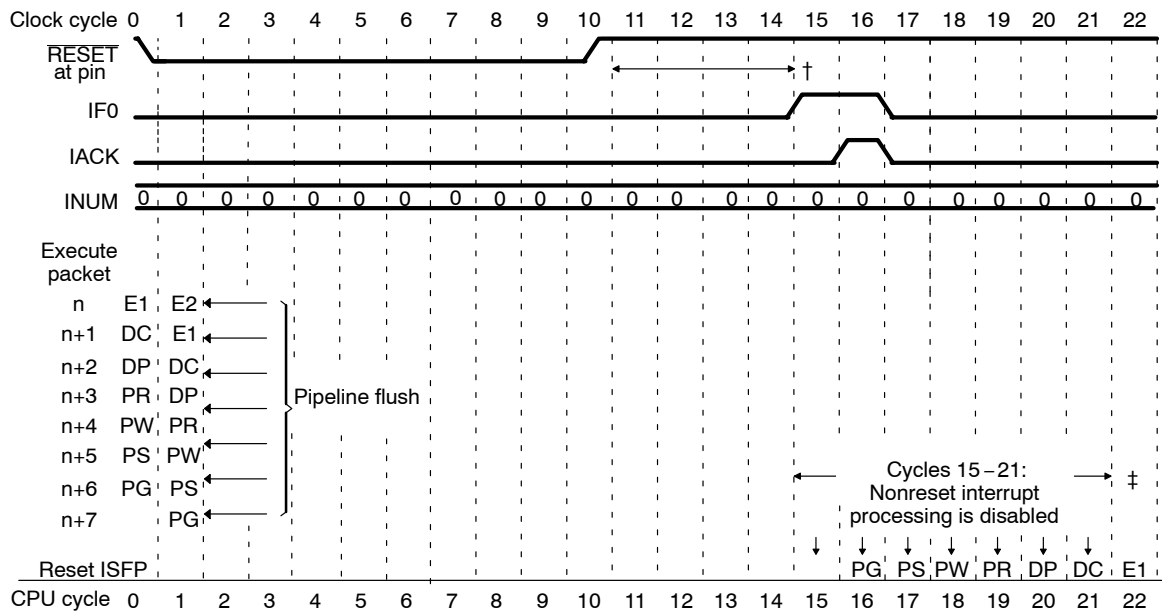 Clock cycle 0 1 2 3 4 5 6 7 8 9 10 11 12 13 14 15 16 17 18 19 20 21 22
RESET
at pin
†
IF0
IACK
INUM 0 0 0 0 0 0 0 0 0 0 0 0 0 0 0 0 0 0 0 0 0 0 0
Execute
packet
n E1 E2
n+1 DC E1
n+2 DP DC
n+3 PR DP
Pipeline flush
n+4 PW PR
n+5 PS PW
n+6 PG PS
n+7 PG
Cycles 15–21:
Nonreset interrupt
processing is disabled
‡
Reset ISFP PG PS PW PR DP DC E1
CPU cycle 0 1 2 3 4 5 6 7 8 9 10 11 12 13 14 15 16 17 18 19 20 21 22